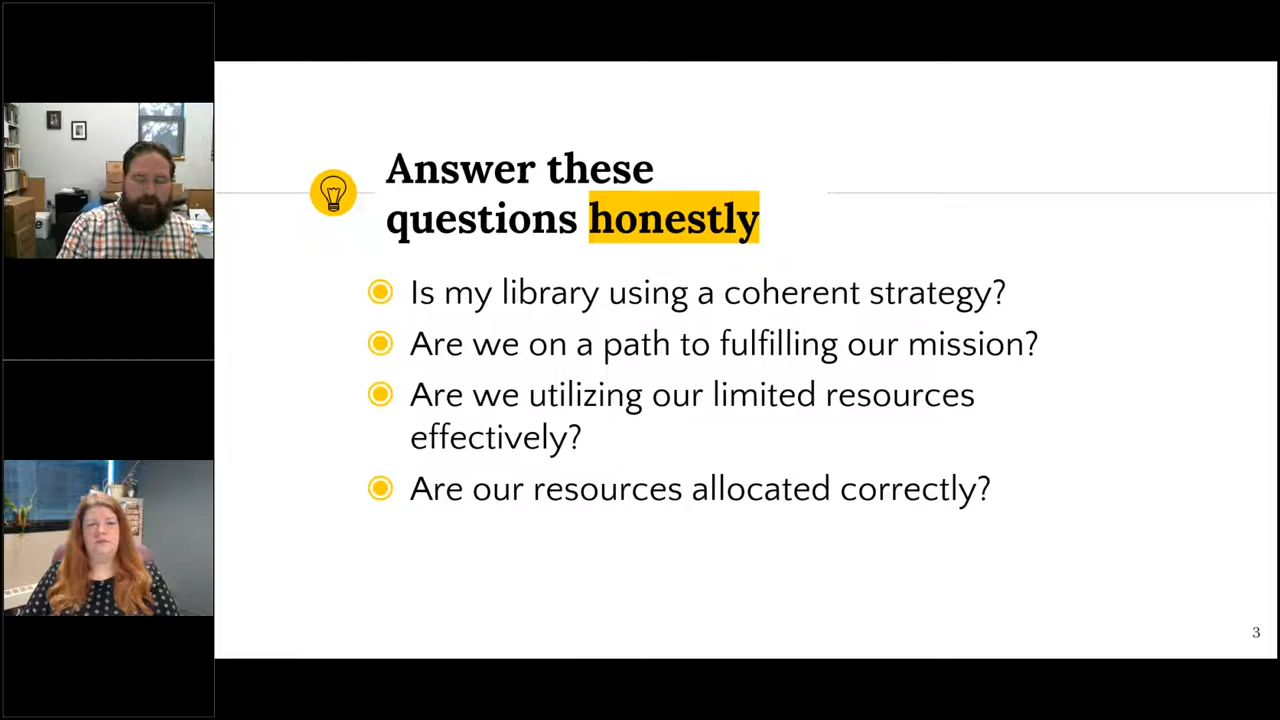 Answer these
questions honestly
Is my library using a coherent strategy?
Are we on a path to fulfilling our mission?
Are we utilizing our limited resources
effectively?
Are our resources allocated correctly?
3